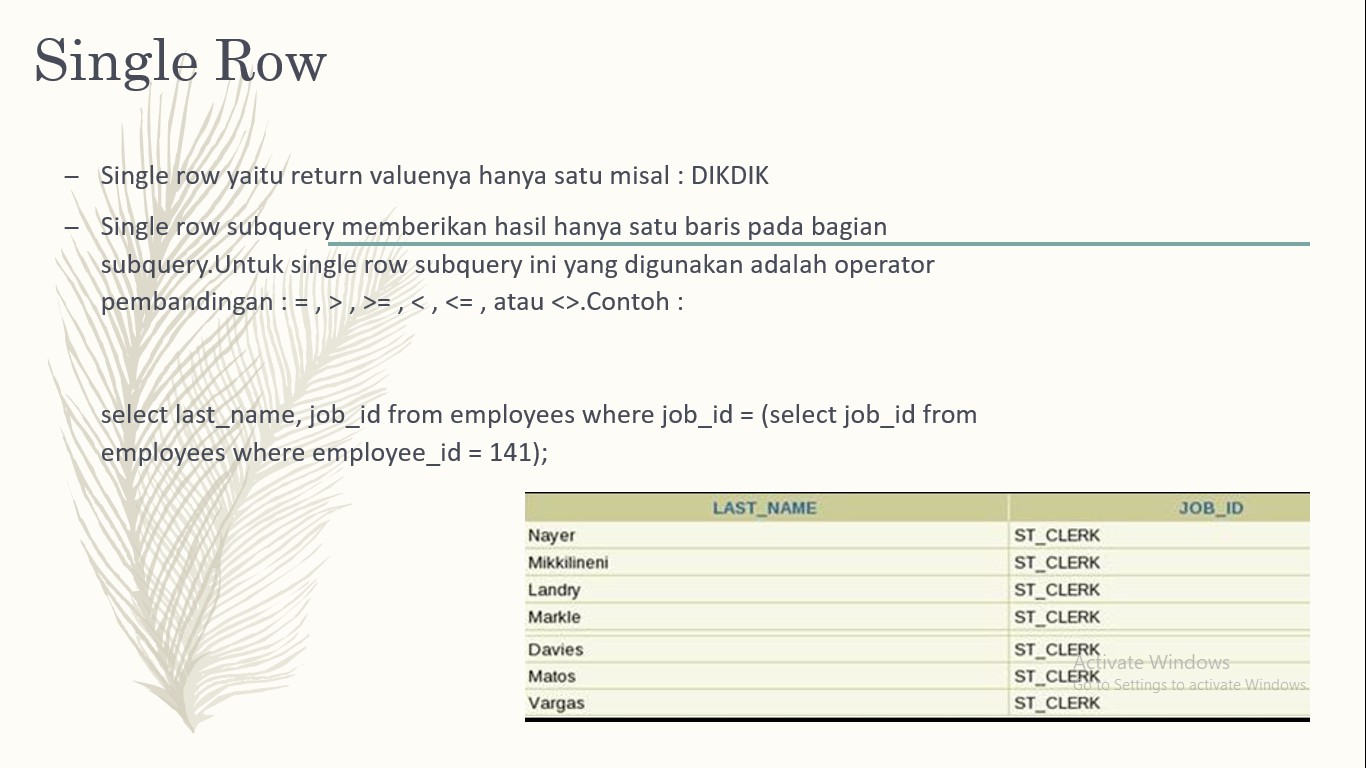 Single Row
– Single row yaitu return valuenya hanya satu misal : DIKDIK
– Single row subquery memberikan hasil hanya satu baris pada bagian
subquery.Untuk single row subquery ini yang digunakan adalah operator
pembandingan : = , > , >= , < , <= , atau <>.Contoh :
select last_name, job_id from employees where job_id = (select job_id from
employees where employee_id = 141);
LAST_NAME JOB_ID
Nayer ST_CLERK
Mikkilineni ST_CLERK
Landry ST_CLERK
Markle ST_CLERK
Davies ST_CLERK
Matos ST_CLERK
Vargas ST_CLERK
Activate Windows
Go to Settings to activate Windows.